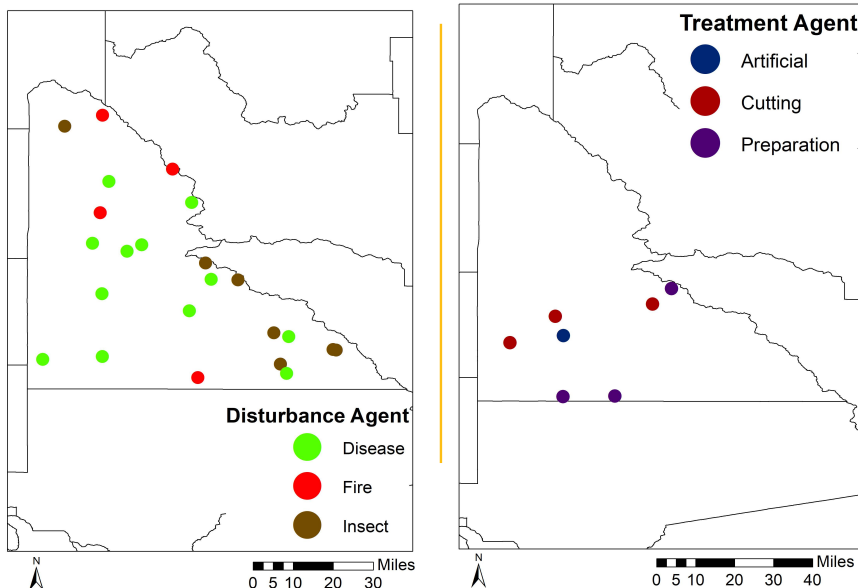 Disturbance Agent
Disease
Fire
Insect
N
Miles
0 5 10 20 30
Treatment Agent
Artificial
Cutting
Preparation
N
Miles
0 5 10 20 30 40